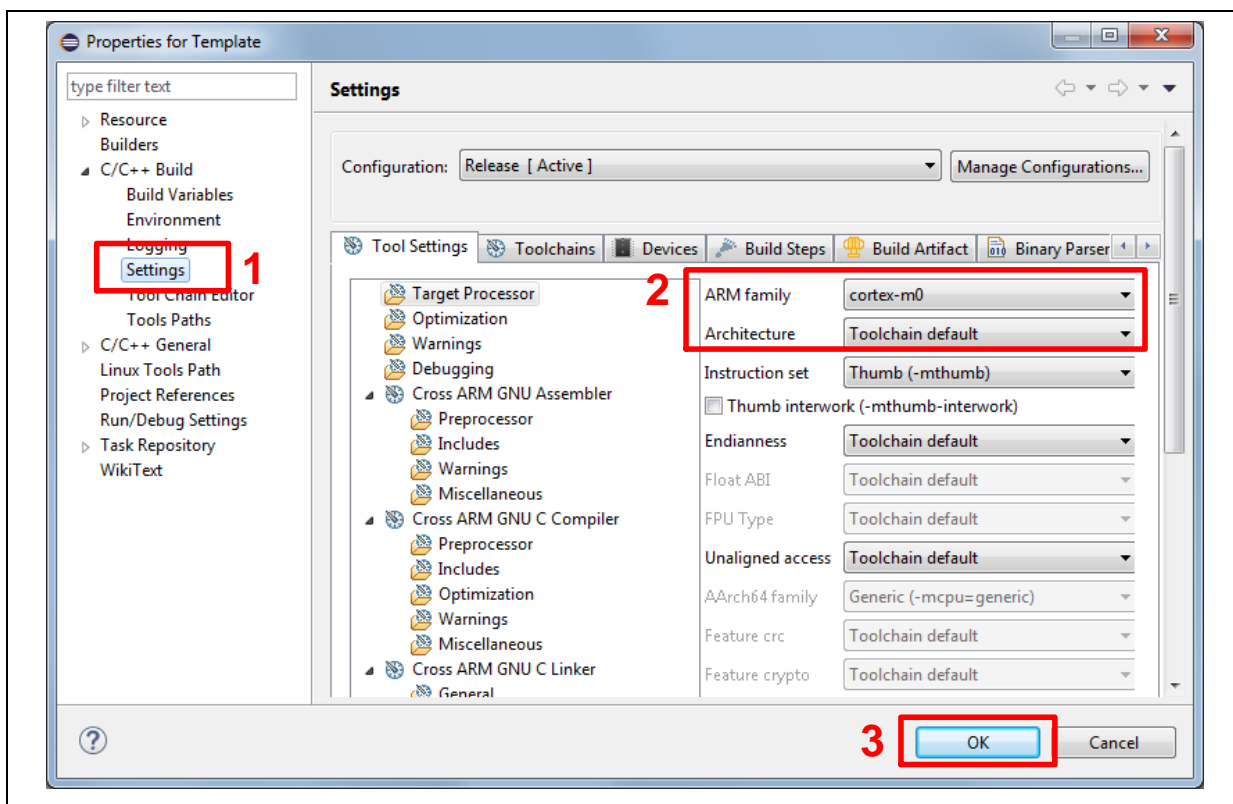 Properties for Template
type filter text
Resource
Builders
C/C++ Build
Build Variables
Environment
Logging
Settings
1
Tool Chain Editor
Tools Paths
C/C++ General
Linux Tools Path
Project References
Run/Debug Settings
Task Repository
WikiText
Settings
Configuration: Release [ Active ] Manage Configurations...
Tool Settings Toolchains Devices Build Steps Build Artifact Binary Parser
Target Processor
Optimization
Warnings
Debugging
Cross ARM GNU Assembler
Preprocessor
Includes
Warnings
Miscellaneous
Cross ARM GNU C Compiler
Preprocessor
Includes
Optimization
Warnings
Miscellaneous
Cross ARM GNU C Linker
General
2
ARM family cortex-m0
Architecture Toolchain default
Instruction set Thumb (-mthumb)
Thumb interwork (-mthumb-interwork)
Endianness Toolchain default
Float ABI Toolchain default
FPU Type Toolchain default
Unaligned access Toolchain default
AArch64 family Generic (-mcpu=generic)
Feature crc Toolchain default
Feature crypto Toolchain default
3
OK Cancel